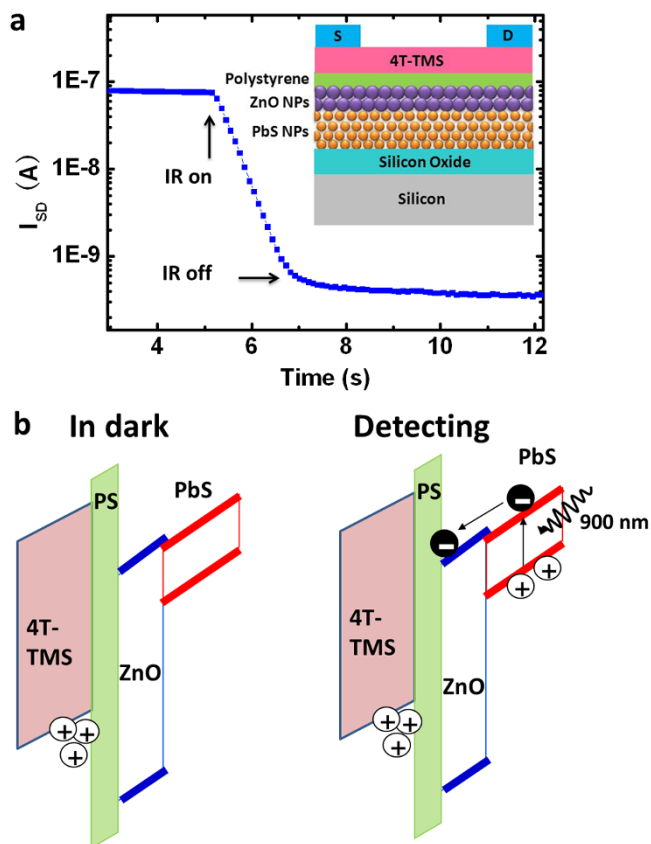 a
1E-7
1E-8
1E-9
I_SD (A)
4
6
8
10
12
Time (s)
IR on
IR off
S
D
4T-TMS
Polystyrene
ZnO NPs
PbS NPs
Silicon Oxide
Silicon
b
In dark
Detecting
PS
PbS
4T-
TMS
ZnO
+
+
+
PS
PbS
900 nm
-
-
+
+
4T-
TMS
ZnO
+
+
+